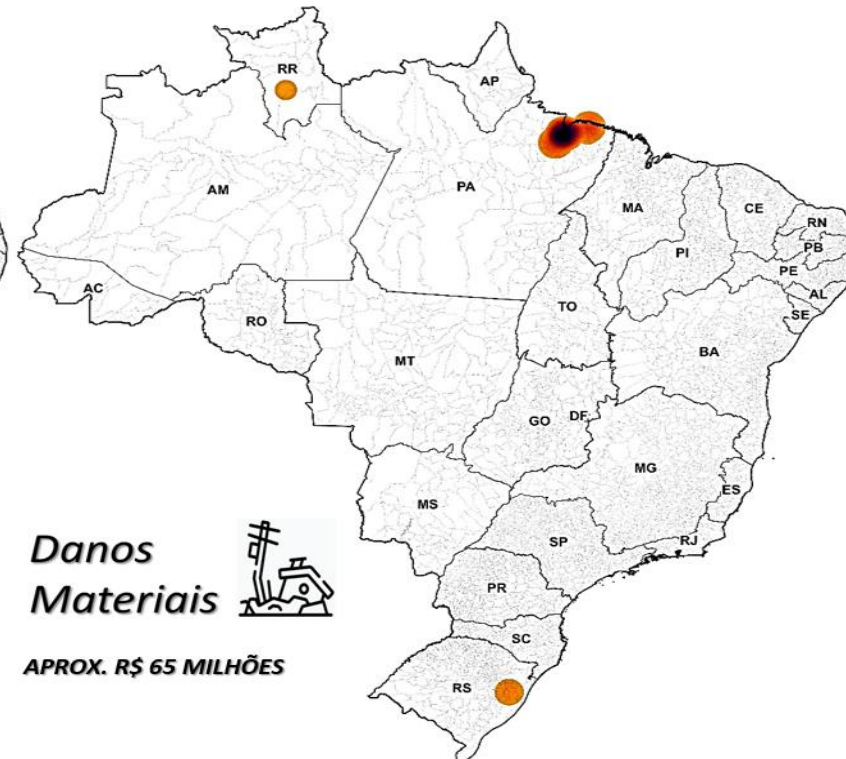 RR
AP
AM
PA
MA
CE
RN
PB
PI
PE
AL
SE
AC
TO
RO
BA
MT
GO
DF
MG
ES
MS
SP
RJ
PR
SC
RS
Danos
Materiais
APROX. R$ 65 MILHÕES